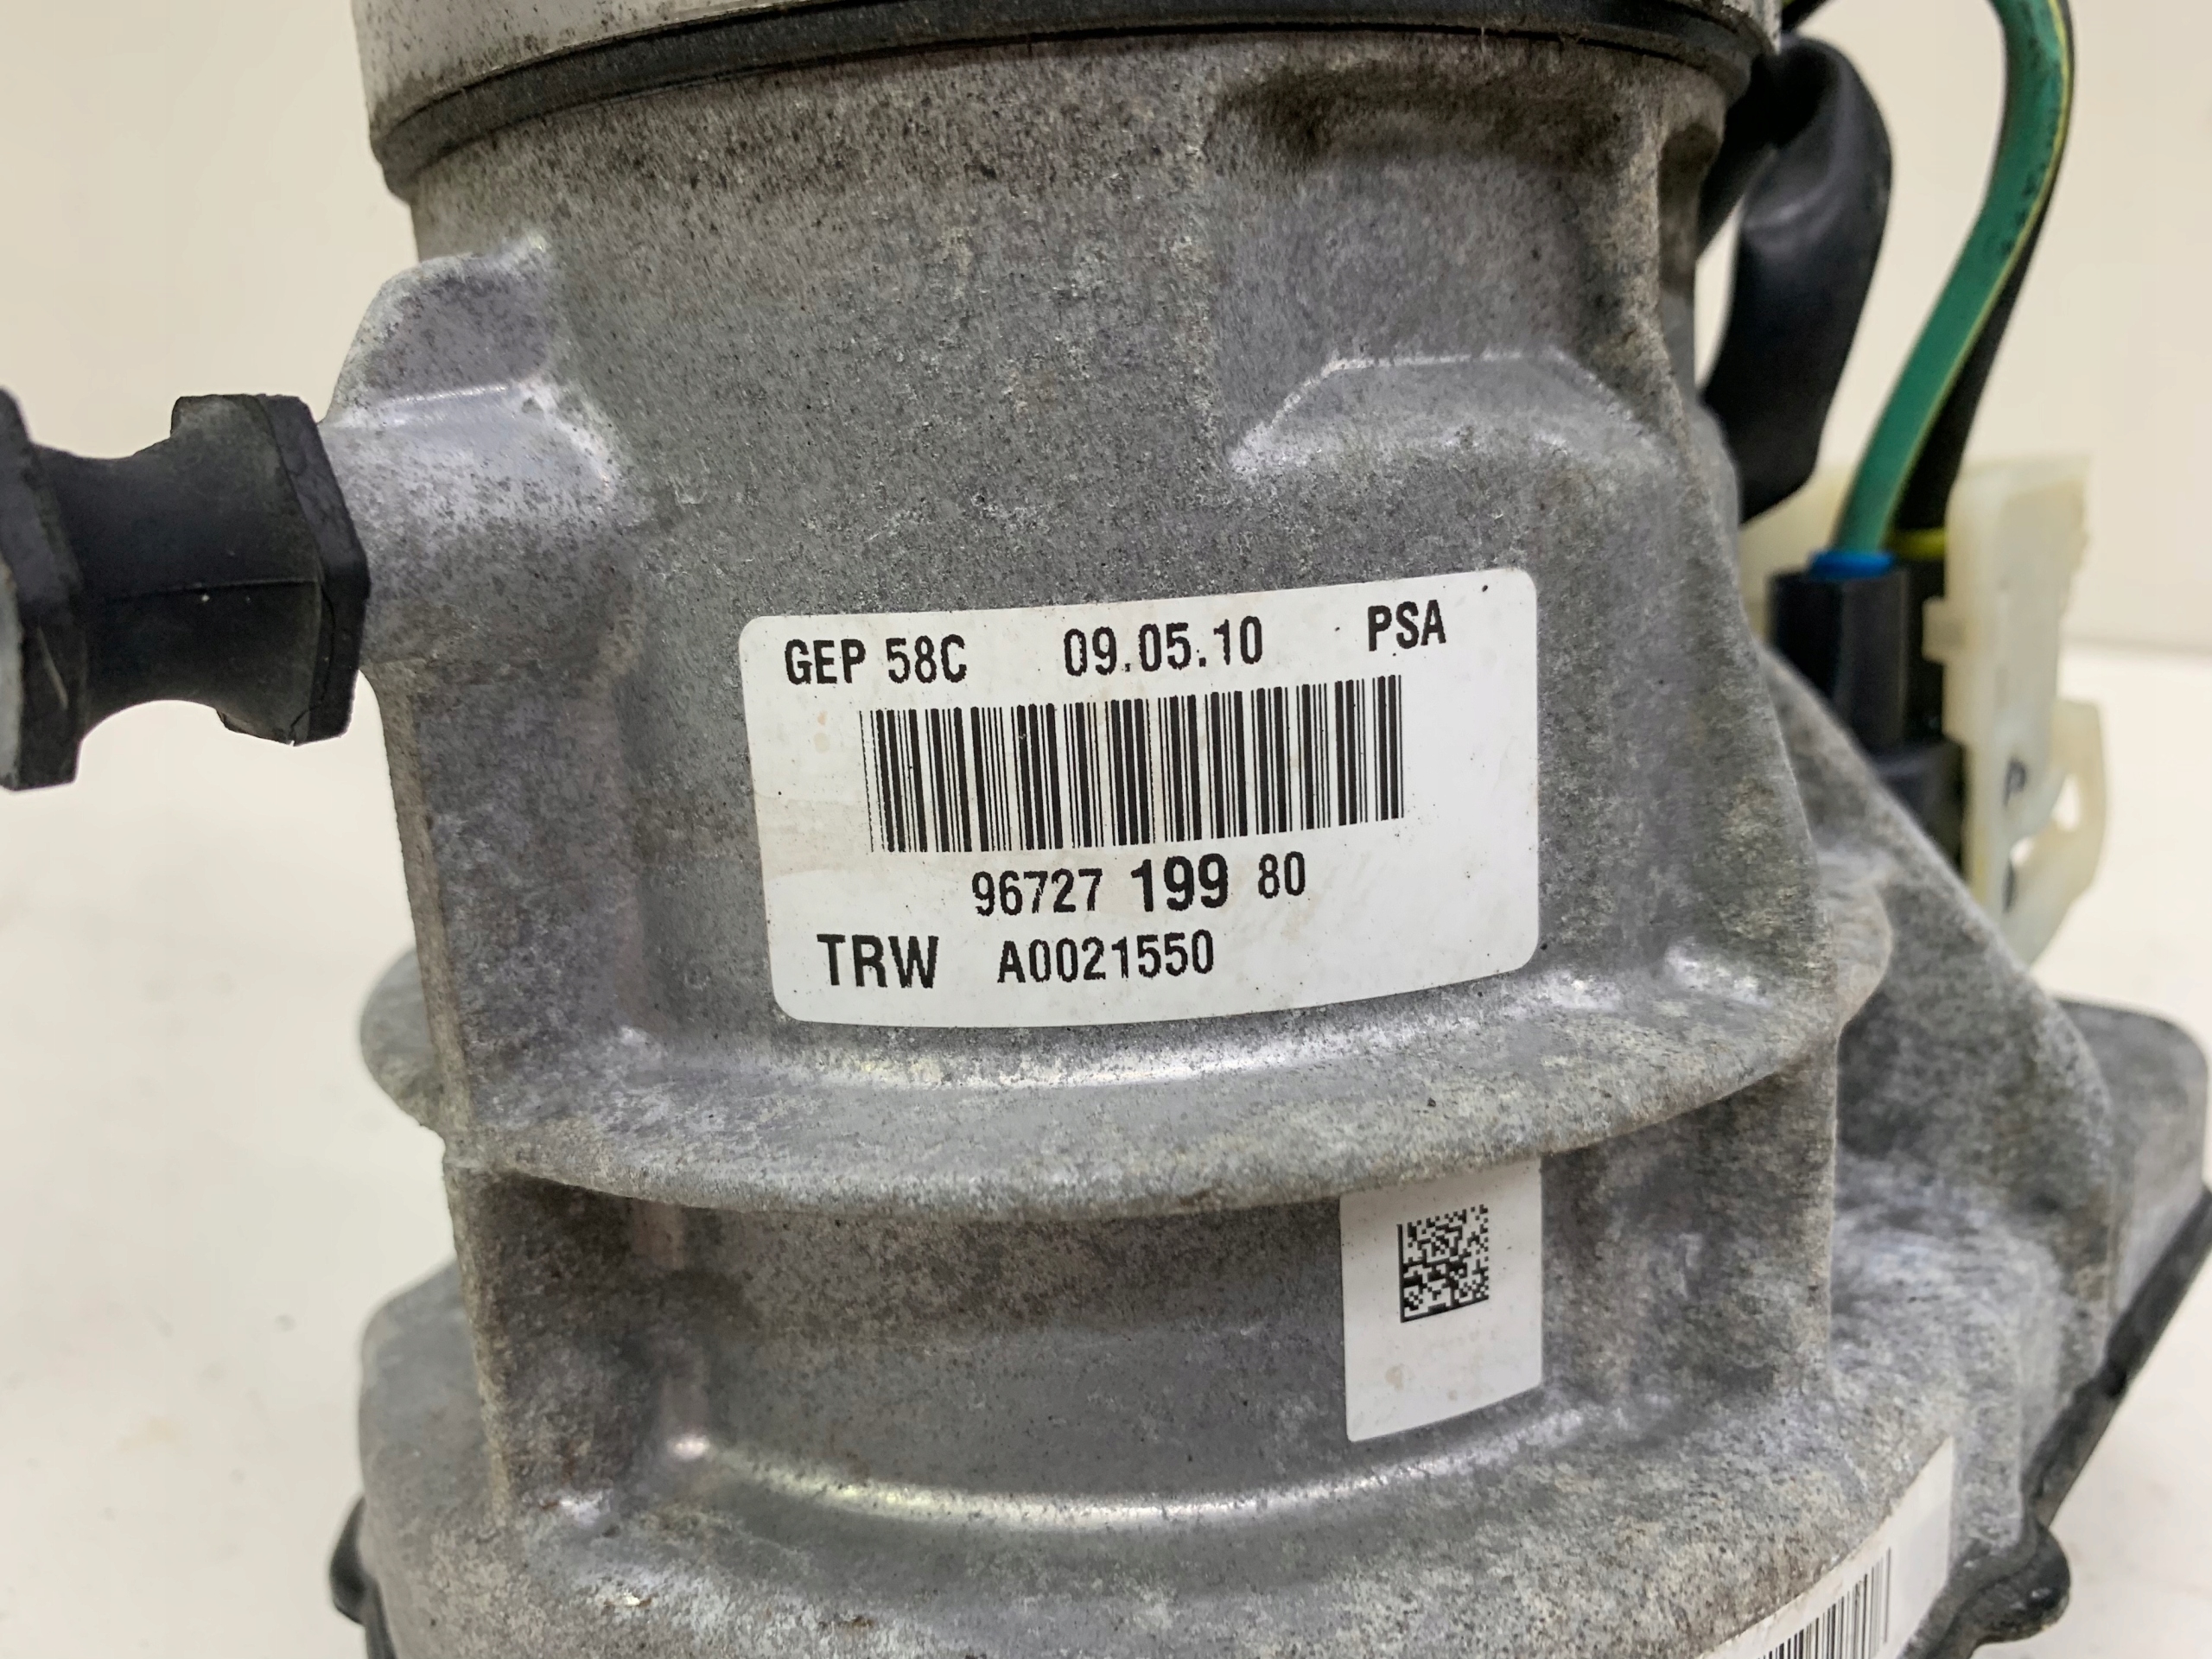 GEP 58C 09.05.10 PSA
96727 199 80
TRW A0021550